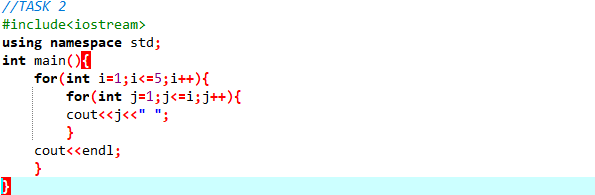 //TASK 2
#include<iostream>
using namespace std;
int main(){
    for(int i=1;i<=5;i++){
        for(int j=1;j<=i;j++){
        cout<<j<<" ";
        }
    cout<<endl;
    }
}